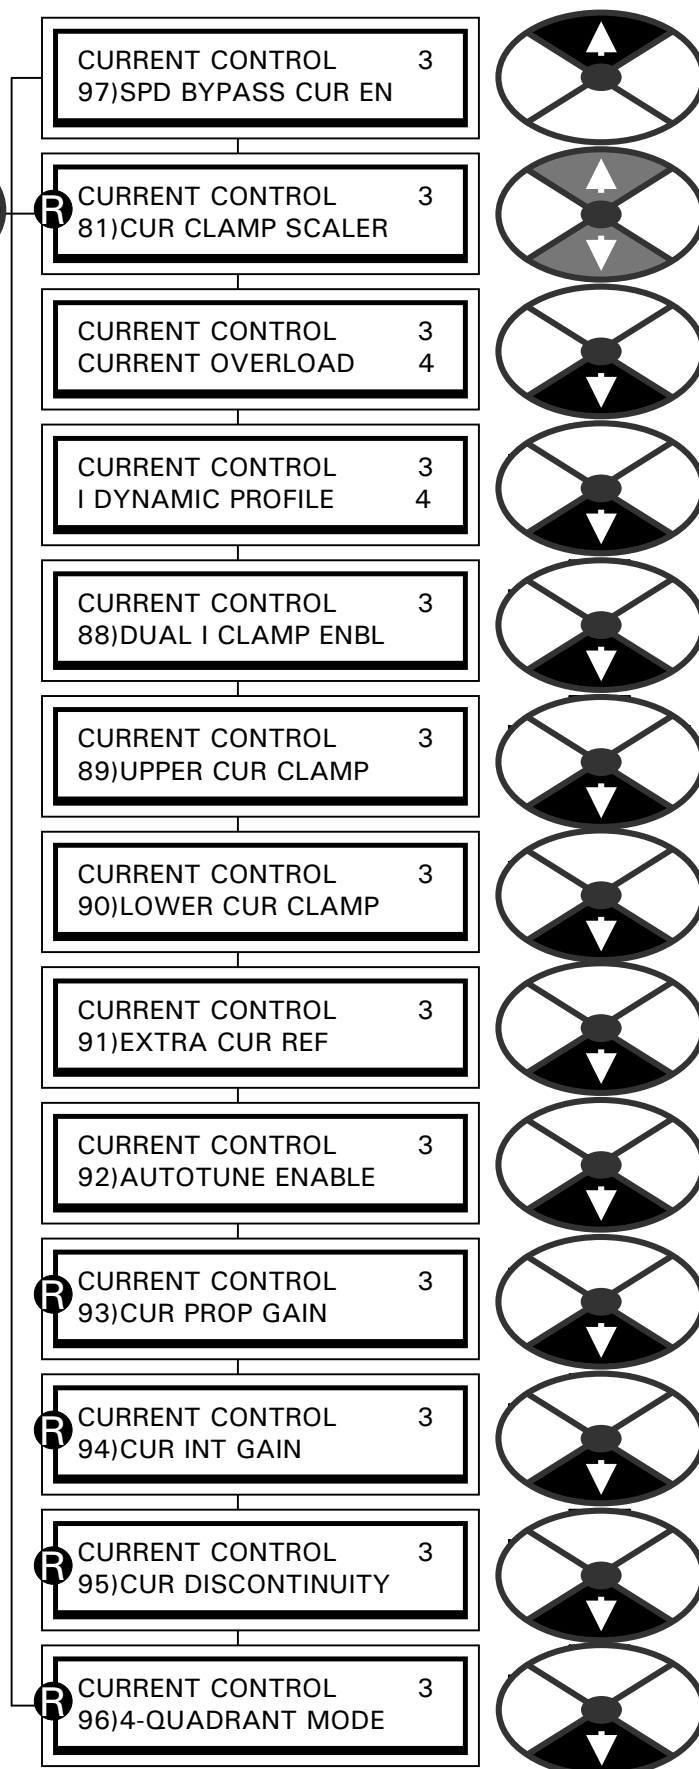 CURRENT CONTROL 3
97)SPD BYPASS CUR EN
R
CURRENT CONTROL 3
81)CUR CLAMP SCALER
CURRENT CONTROL 3
CURRENT OVERLOAD 4
CURRENT CONTROL 3
I DYNAMIC PROFILE 4
CURRENT CONTROL 3
88)DUAL I CLAMP ENBL
CURRENT CONTROL 3
89)UPPER CUR CLAMP
CURRENT CONTROL 3
90)LOWER CUR CLAMP
CURRENT CONTROL 3
91)EXTRA CUR REF
CURRENT CONTROL 3
92)AUTOTUNE ENABLE
R
CURRENT CONTROL 3
93)CUR PROP GAIN
R
CURRENT CONTROL 3
94)CUR INT GAIN
R
CURRENT CONTROL 3
95)CUR DISCONTINUITY
R
CURRENT CONTROL 3
96)4-QUADRANT MODE